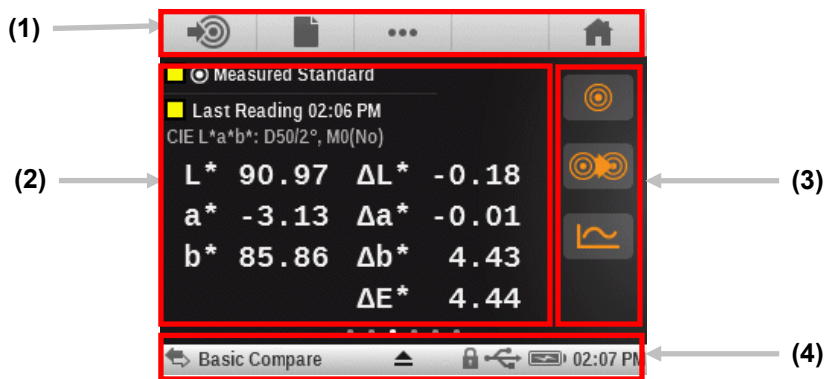 (1)
Measured Standard
Last Reading 02:06 PM
CIE L*a*b*: D50/2°, M0(No)
L* 90.97 ΔL* -0.18
a* -3.13 Δa* -0.01
b* 85.86 Δb* 4.43
ΔE* 4.44
(2)
(3)
Basic Compare 02:07 PM
(4)